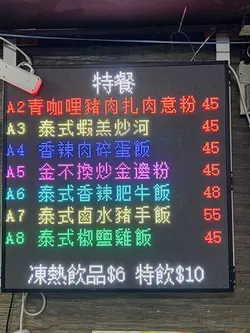 特餐
A2 青咖哩豬肉扎肉意粉 45
A3 泰式蝦羔炒河 45
A4 香辣肉碎蛋飯 45
A5 金不換炒金邊粉 45
A6 泰式香辣肥牛飯 48
A7 泰式鹵水豬手飯 55
A8 泰式椒鹽雞飯 45
凍熱飲品$6 特飲$10